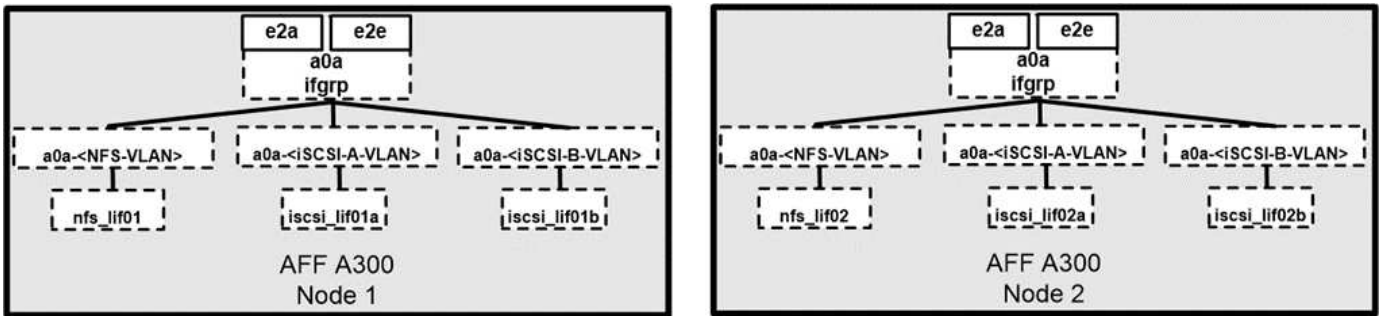 e2a
e2e
a0a
ifgrp
a0a-<NFS-VLAN>
a0a-<iSCSI-A-VLAN>
a0a-<iSCSI-B-VLAN>
nfs_lif01
iscsi_lif01a
iscsi_lif01b
AFF A300
Node 1
e2a
e2e
a0a
ifgrp
a0a-<NFS-VLAN>
a0a-<iSCSI-A-VLAN>
a0a-<iSCSI-B-VLAN>
nfs_lif02
iscsi_lif02a
iscsi_lif02b
AFF A300
Node 2